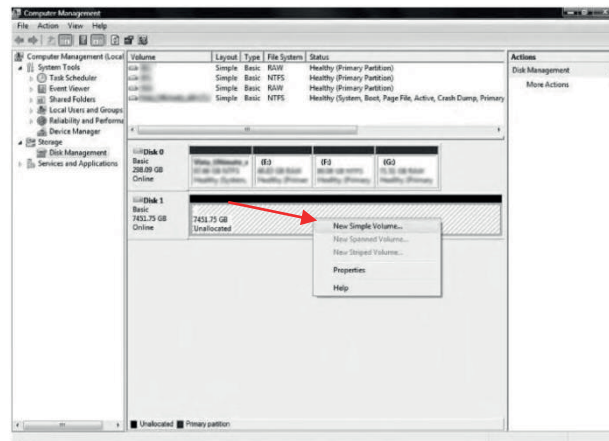 Computer Management
File Action View Help
Computer Management (Local
System Tools
Task Scheduler
Event Viewer
Shared Folders
Local Users and Groups
Reliability and Performa
Device Manager
Storage
Disk Management
Services and Applications
Volume Layout Type File System Status
Simple Basic RAW Healthy (Primary Partition)
Simple Basic NTFS Healthy (Primary Partition)
Simple Basic RAW Healthy (Primary Partition)
Simple Basic NTFS Healthy (System, Boot, Page File, Active, Crash Dump, Primary
Disk 0
Basic
298.09 GB
Online
(E:)
(F:)
(G:)
Disk 1
Basic
7451.75 GB
Online
7451.75 GB
Unallocated
New Simple Volume...
New Spanned Volume...
New Striped Volume...
Properties
Help
Unallocated Primary partition
Actions
Disk Management
More Actions